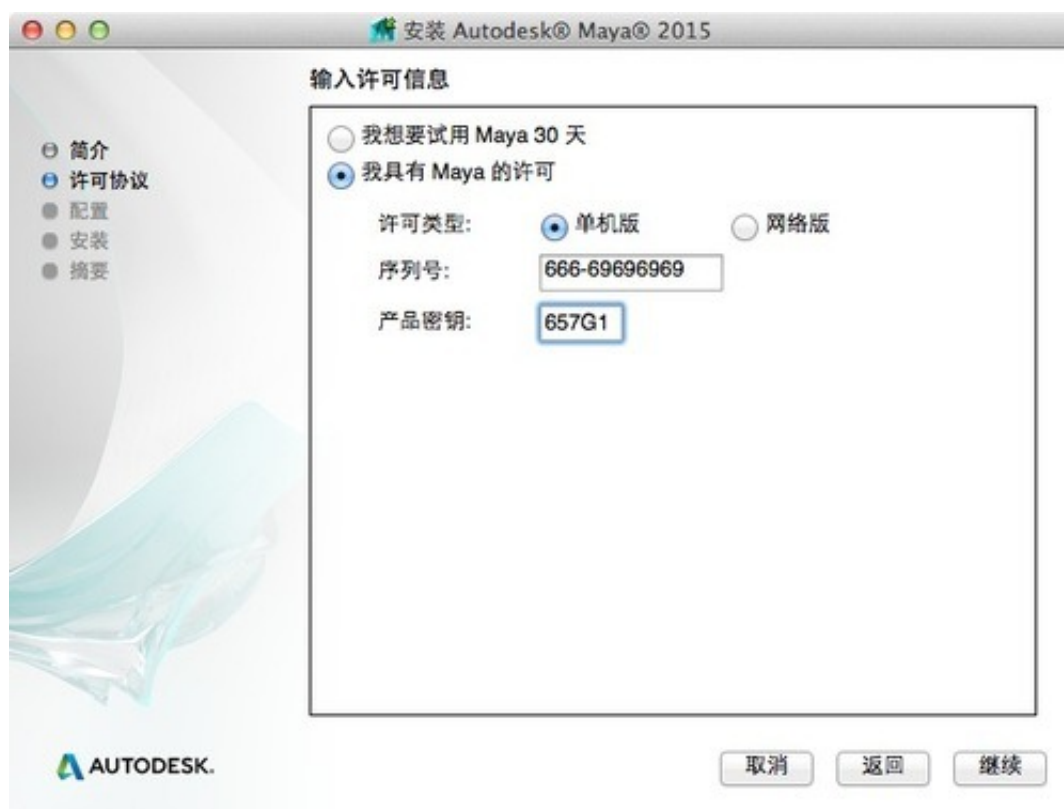 安装 Autodesk® Maya® 2015
输入许可信息
简介
许可协议
配置
安装
摘要
我想要试用 Maya 30 天
我具有 Maya 的许可
许可类型: 单机版 网络版
序列号: 666-69696969
产品密钥: 657G1
AUTODESK.
取消 返回 继续